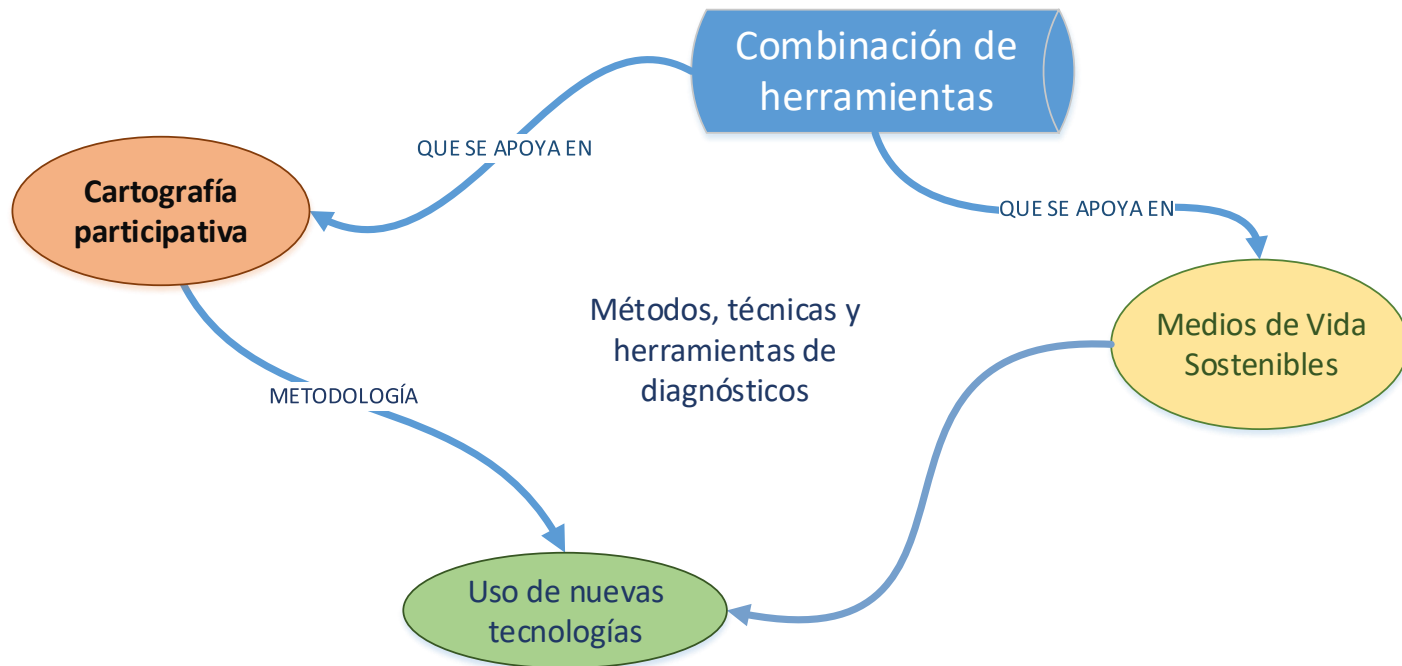 Combinación de
herramientas
QUE SE APOYA EN
Cartografía
participativa
QUE SE APOYA EN
Métodos, técnicas y
herramientas de
diagnósticos
Medios de Vida
Sostenibles
METODOLOGÍA
Uso de nuevas
tecnologías